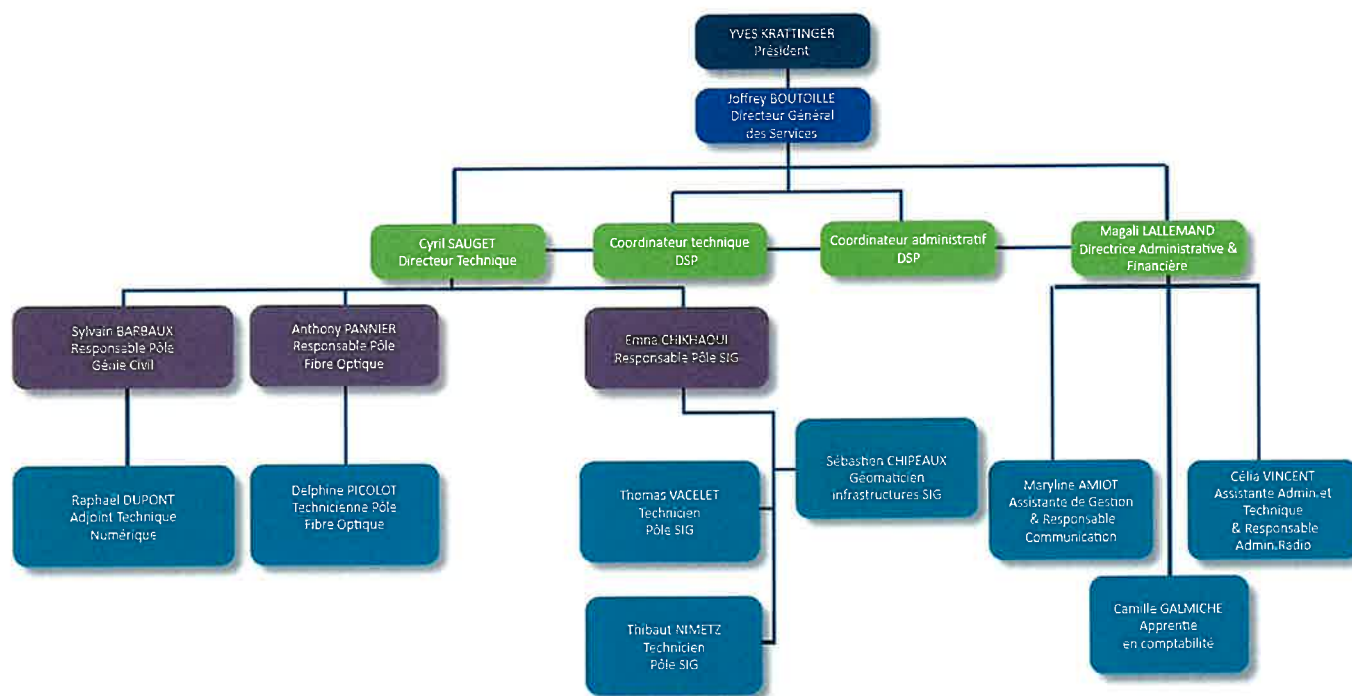 YVES KRATTINGER
Président
Joffrey BOUTOILLE
Directeur Général
des Services
Cyril SAUGET
Directeur Technique
Coordinateur technique
DSP
Coordinateur administratif
DSP
Magali LALLEMAND
Directrice Administrative &
Financière
Sylvain BARBAUX
Responsable Pôle
Génie Civil
Anthony PANNIER
Responsable Pôle
Fibre Optique
Emna CHIKHAOUI
Responsable Pôle SIG
Raphaël DUPONT
Adjoint Technique
Numérique
Delphine PICOLOT
Technicienne Pôle
Fibre Optique
Thomas VACELET
Technicien
Pôle SIG
Sébastien CHIPEAUX
Géomaticien
infrastructures SIG
Maryline AMIOT
Assistante de Gestion
& Responsable
Communication
Célia VINCENT
Assistante Admin.et
Technique
& Responsable
Admin.Radio
Thibaut NIMETZ
Technicien
Pôle SIG
Camille GALMICHE
Apprentie
en comptabilité